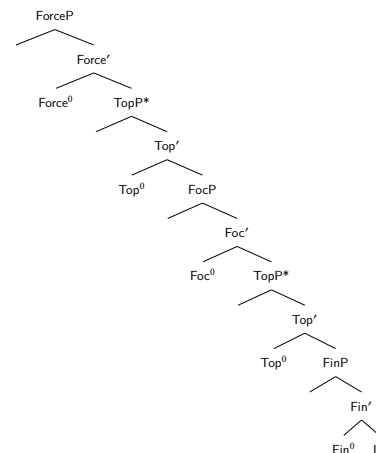 ForceP
Force′
Force⁰ TopP*
Top′
Top⁰ FocP
Foc′
Foc⁰ TopP*
Top′
Top⁰ FinP
Fin′
Fin⁰